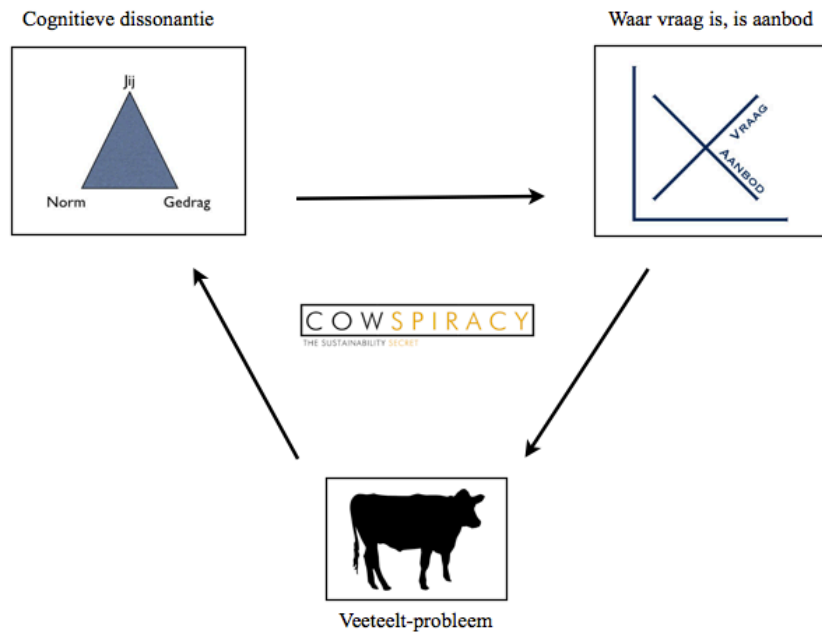 Cognitieve dissonantie
Waar vraag is, is aanbod
Jij
Norm
Gedrag
VRAAG
AANBOD
COWSPIRACY
THE SUSTAINABILITY SECRET
Veeteelt-probleem